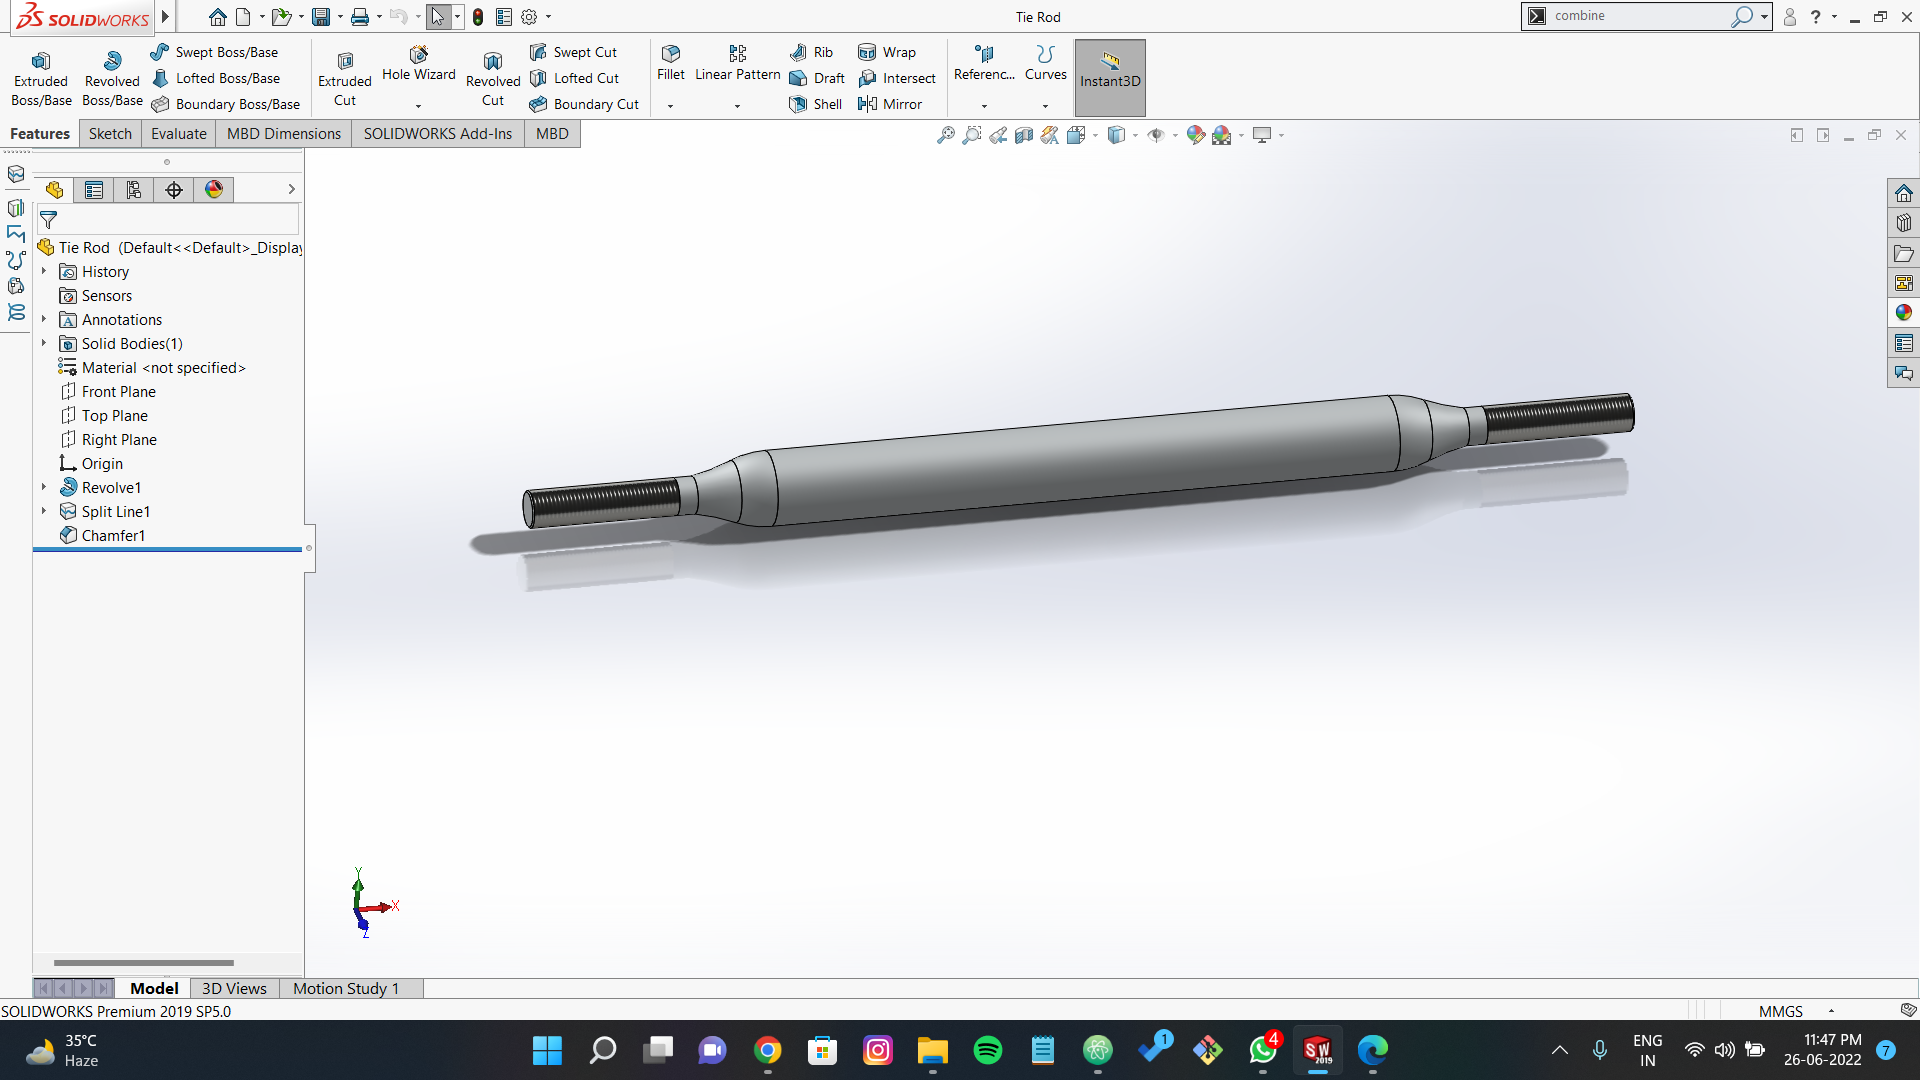 SOLIDWORKS
Tie Rod
combine
Extruded Boss/Base
Revolved Boss/Base
Swept Boss/Base
Lofted Boss/Base
Boundary Boss/Base
Extruded Cut
Hole Wizard
Revolved Cut
Swept Cut
Lofted Cut
Boundary Cut
Fillet
Linear Pattern
Rib
Draft
Shell
Wrap
Intersect
Mirror
Referenc...
Curves
Instant3D
Features
Sketch
Evaluate
MBD Dimensions
SOLIDWORKS Add-Ins
MBD
Tie Rod (Default<<Default>_Display
History
Sensors
Annotations
Solid Bodies(1)
Material <not specified>
Front Plane
Top Plane
Right Plane
Origin
Revolve1
Split Line1
Chamfer1
Y
X
Z
Model
3D Views
Motion Study 1
SOLIDWORKS Premium 2019 SP5.0
MMGS
35°C
Haze
1
4
SW
2019
ENG
IN
11:47 PM
26-06-2022
7